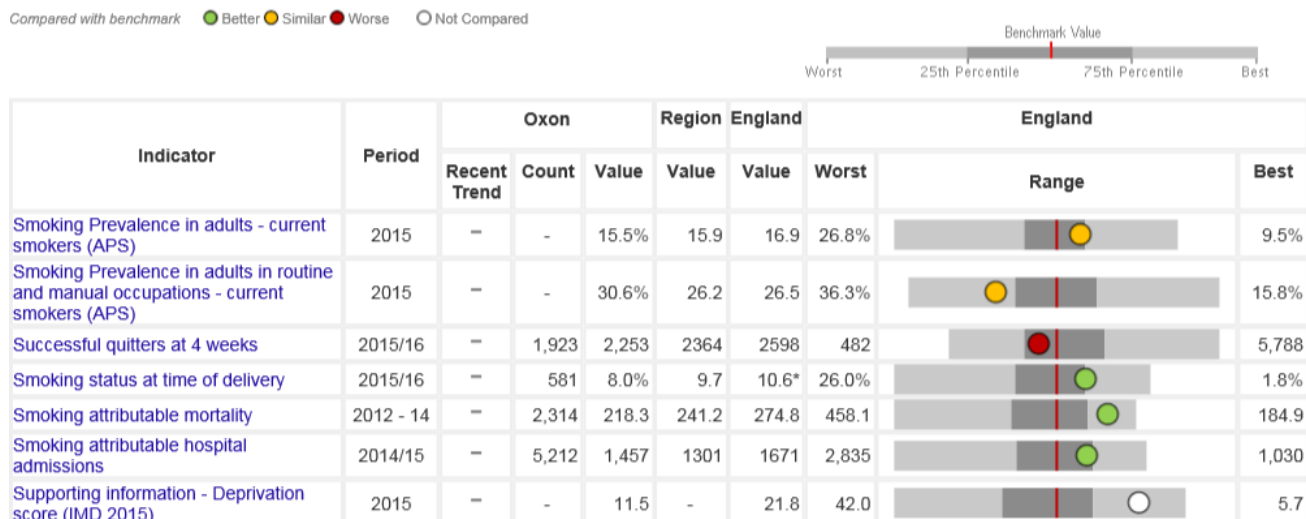 Compared with benchmark Better Similar Worse Not Compared
Benchmark Value
Worst 25th Percentile 75th Percentile Best
Indicator Period Oxon Region England England
Recent Trend Count Value Value Value Worst Range Best
Smoking Prevalence in adults - current
smokers (APS) 2015 – - 15.5% 15.9 16.9 26.8% 9.5%
Smoking Prevalence in adults in routine
and manual occupations - current
smokers (APS) 2015 – - 30.6% 26.2 26.5 36.3% 15.8%
Successful quitters at 4 weeks 2015/16 – 1,923 2,253 2364 2598 482 5,788
Smoking status at time of delivery 2015/16 – 581 8.0% 9.7 10.6* 26.0% 1.8%
Smoking attributable mortality 2012 - 14 – 2,314 218.3 241.2 274.8 458.1 184.9
Smoking attributable hospital
admissions 2014/15 – 5,212 1,457 1301 1671 2,835 1,030
Supporting information - Deprivation
score (IMD 2015) 2015 – - 11.5 - 21.8 42.0 5.7